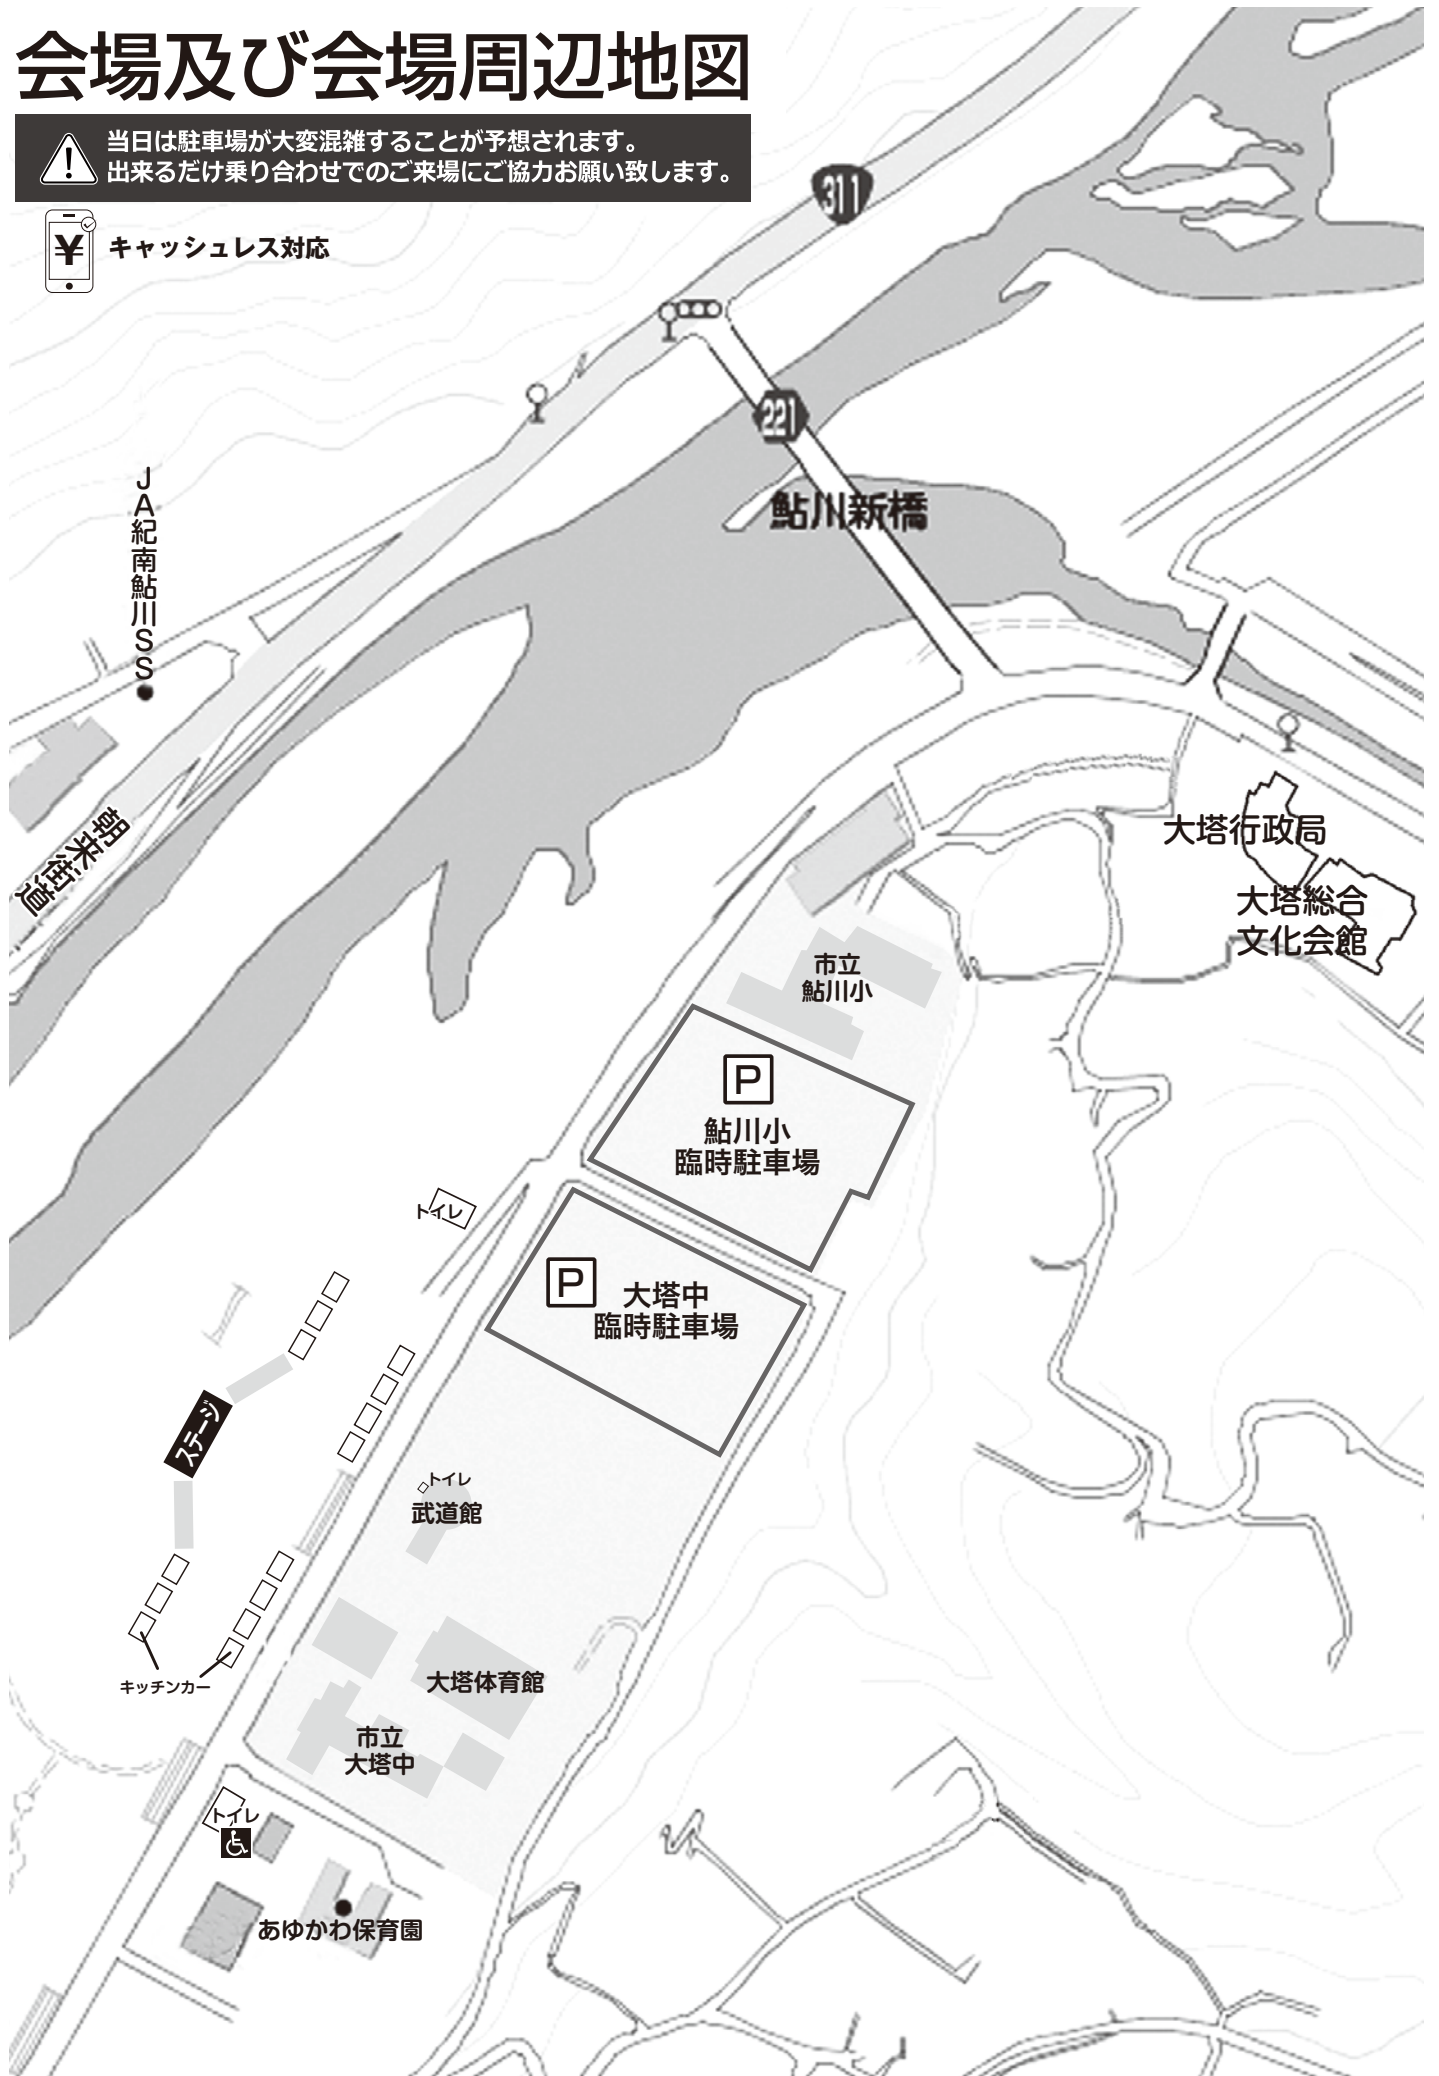 会場及び会場周辺地図
当日は駐車場が大変混雑することが予想されます。
出来るだけ乗り合わせでのご来場にご協力お願い致します。
¥
キャッシュレス対応
311
221
鮎川新橋
JA紀南鮎川SS
朝来街道
大塔行政局
大塔総合
文化会館
市立
鮎川小
P
鮎川小
臨時駐車場
トイレ
P
大塔中
臨時駐車場
ステージ
トイレ
武道館
キッチンカー
大塔体育館
市立
大塔中
トイレ
あゆかわ保育園